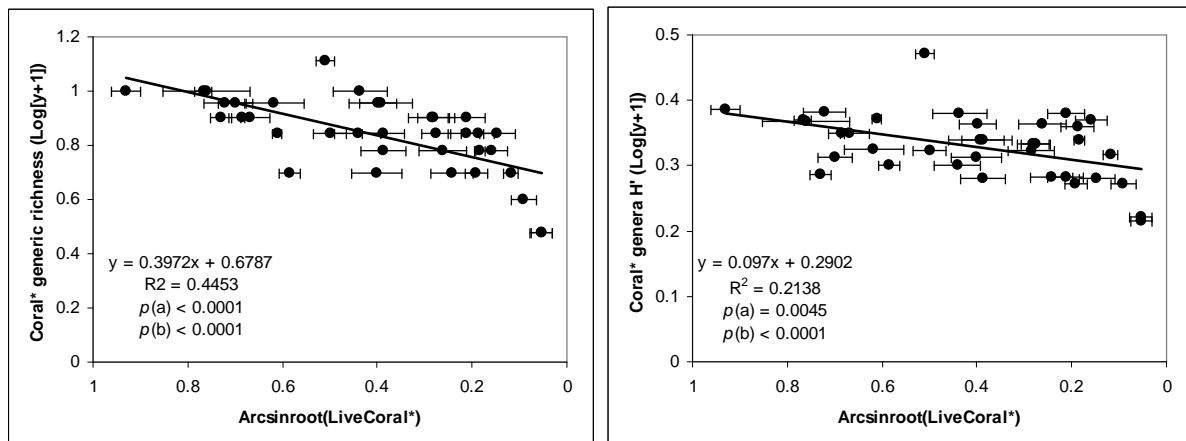 Coral* generic richness (Log[y+1])
1.2
1
0.8
0.6
0.4
0.2
0
y = 0.3972x + 0.6787
R2 = 0.4453
p(a) < 0.0001
p(b) < 0.0001
1 0.8 0.6 0.4 0.2 0
Arcsinroot(LiveCoral*)
Coral* genera H' (Log[y+1])
0.5
0.4
0.3
0.2
0.1
0
y = 0.097x + 0.2902
R² = 0.2138
p(a) = 0.0045
p(b) < 0.0001
1 0.8 0.6 0.4 0.2 0
Arcsinroot(LiveCoral*)